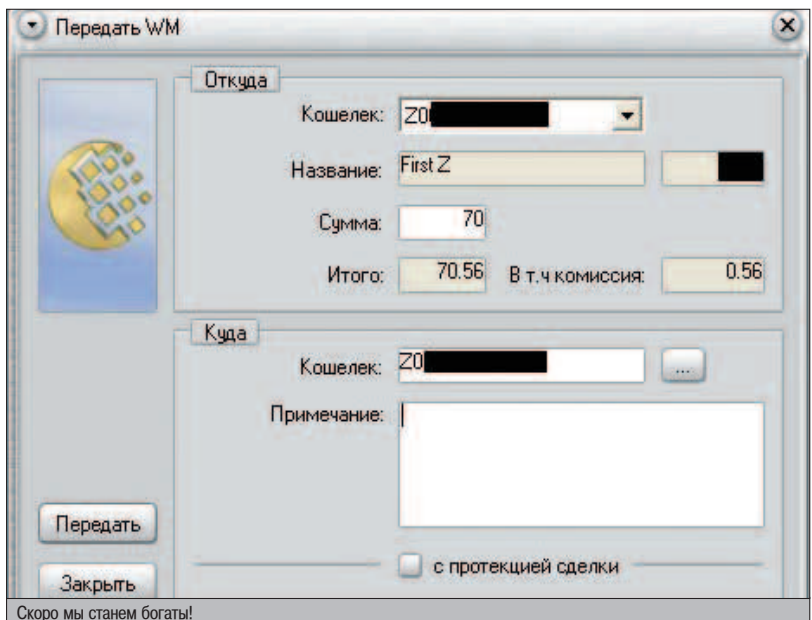 Передать WM
Откуда
Кошелек: Z0
Название: First Z
Сумма: 70
Итого: 70.56 В т.ч комиссия: 0.56
Куда
Кошелек: Z0 ...
Примечание:
Передать
с протекцией сделки
Закрыть
Скоро мы станем богаты!